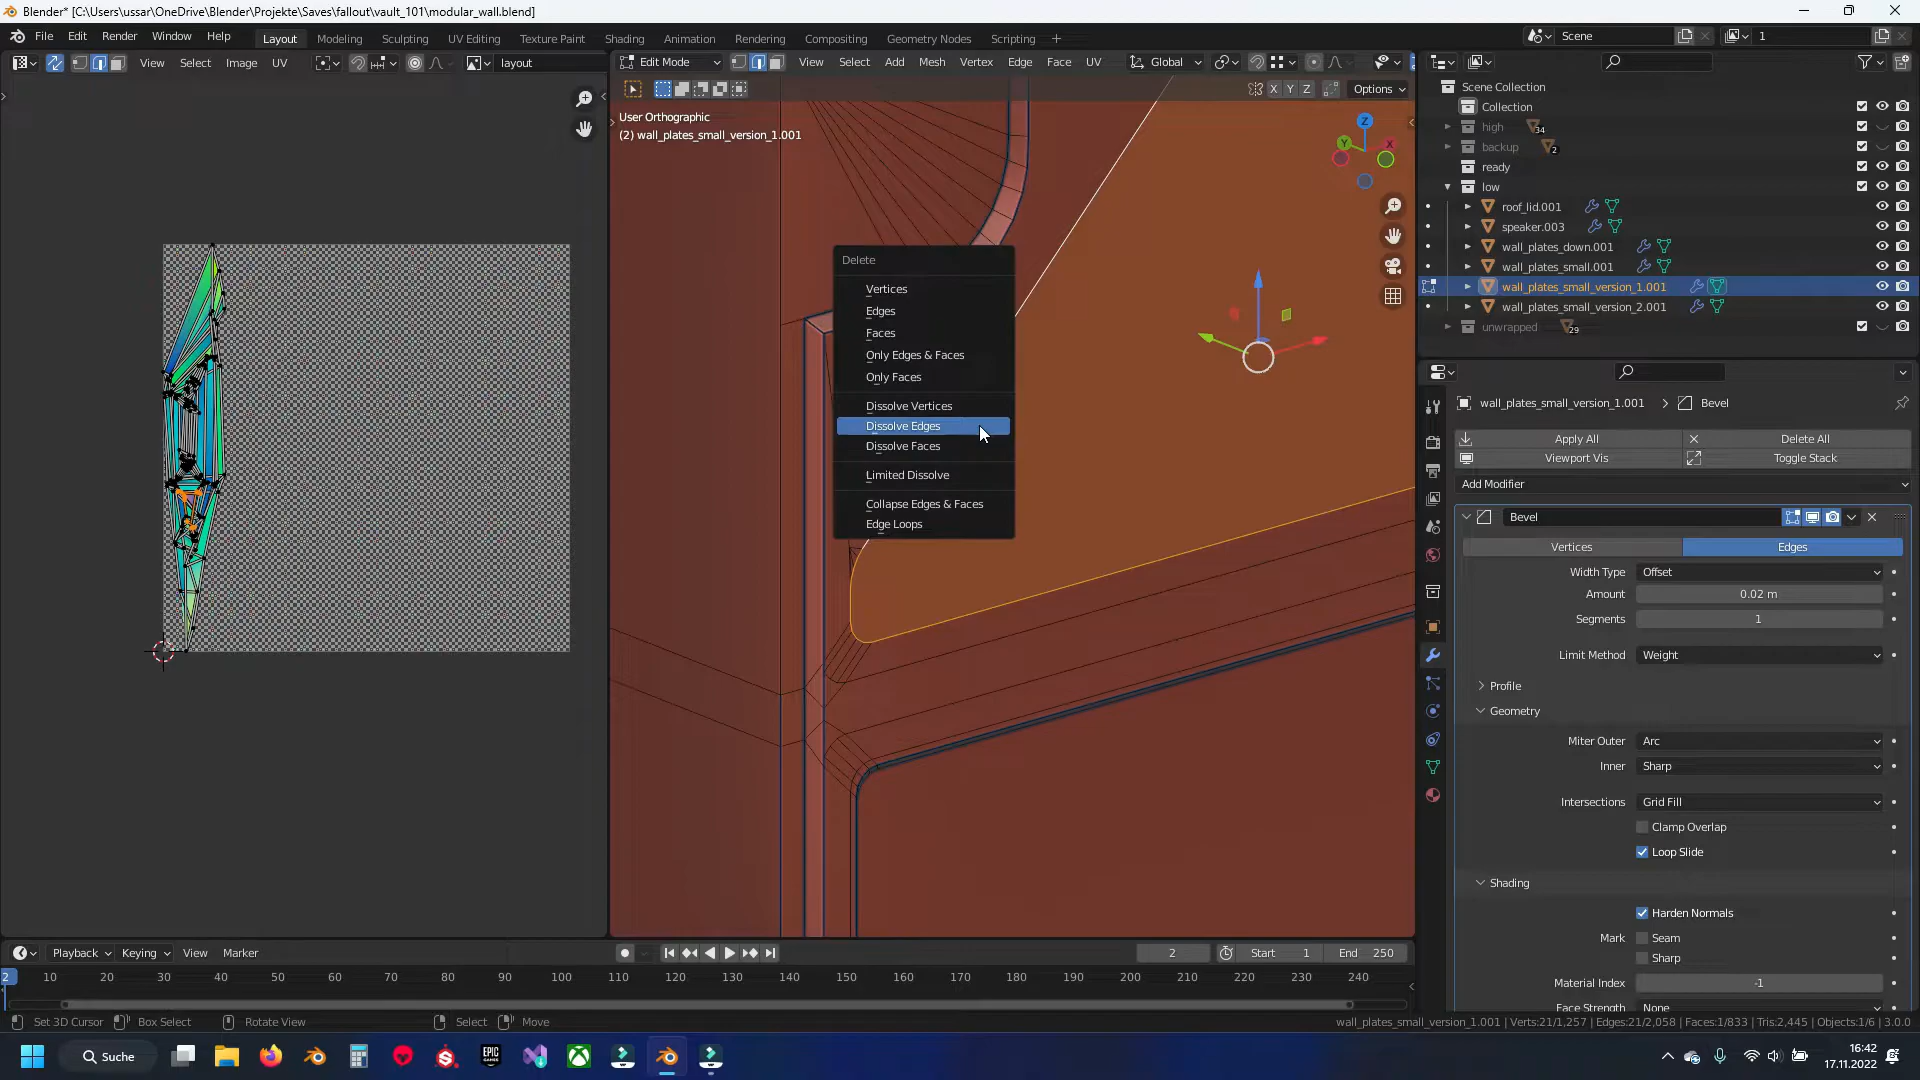 Blender* [C:\Users\ussar\OneDrive\Blender\Projekte\Saves\fallout\vault_101\modular_wall.blend]
File Edit Render Window Help Layout Modeling Sculpting UV Editing Texture Paint Shading Animation Rendering Compositing Geometry Nodes Scripting + Scene 1
View Select Image UV layout
Edit Mode View Select Add Mesh Vertex Edge Face UV Global
X Y Z Options
User Orthographic
(2) wall_plates_small_version_1.001
Z
Y X
Delete
Vertices
Edges
Faces
Only Edges & Faces
Only Faces
Dissolve Vertices
Dissolve Edges
Dissolve Faces
Limited Dissolve
Collapse Edges & Faces
Edge Loops
Scene Collection
Collection
high 34
backup 2
ready
low
roof_lid.001
speaker.003
wall_plates_down.001
wall_plates_small.001
wall_plates_small_version_1.001
wall_plates_small_version_2.001
unwrapped 29
wall_plates_small_version_1.001 > Bevel
Apply All Delete All
Viewport Vis Toggle Stack
Add Modifier
Bevel
Vertices Edges
Width Type Offset
Amount 0.02 m
Segments 1
Limit Method Weight
Profile
Geometry
Miter Outer Arc
Inner Sharp
Intersections Grid Fill
Clamp Overlap
Loop Slide
Shading
Harden Normals
Mark Seam
Sharp
Material Index -1
Face Strength None
Playback Keying View Marker 2 Start 1 End 250
2 10 20 30 40 50 60 70 80 90 100 110 120 130 140 150 160 170 180 190 200 210 220 230 240
Set 3D Cursor Box Select Rotate View Select Move wall_plates_small_version_1.001 | Verts:21/1,257 | Edges:21/2,058 | Faces:1/833 | Tris:2,445 | Objects:1/6 | 3.0.0
Suche EPIC GAMES 16:42
17.11.2022